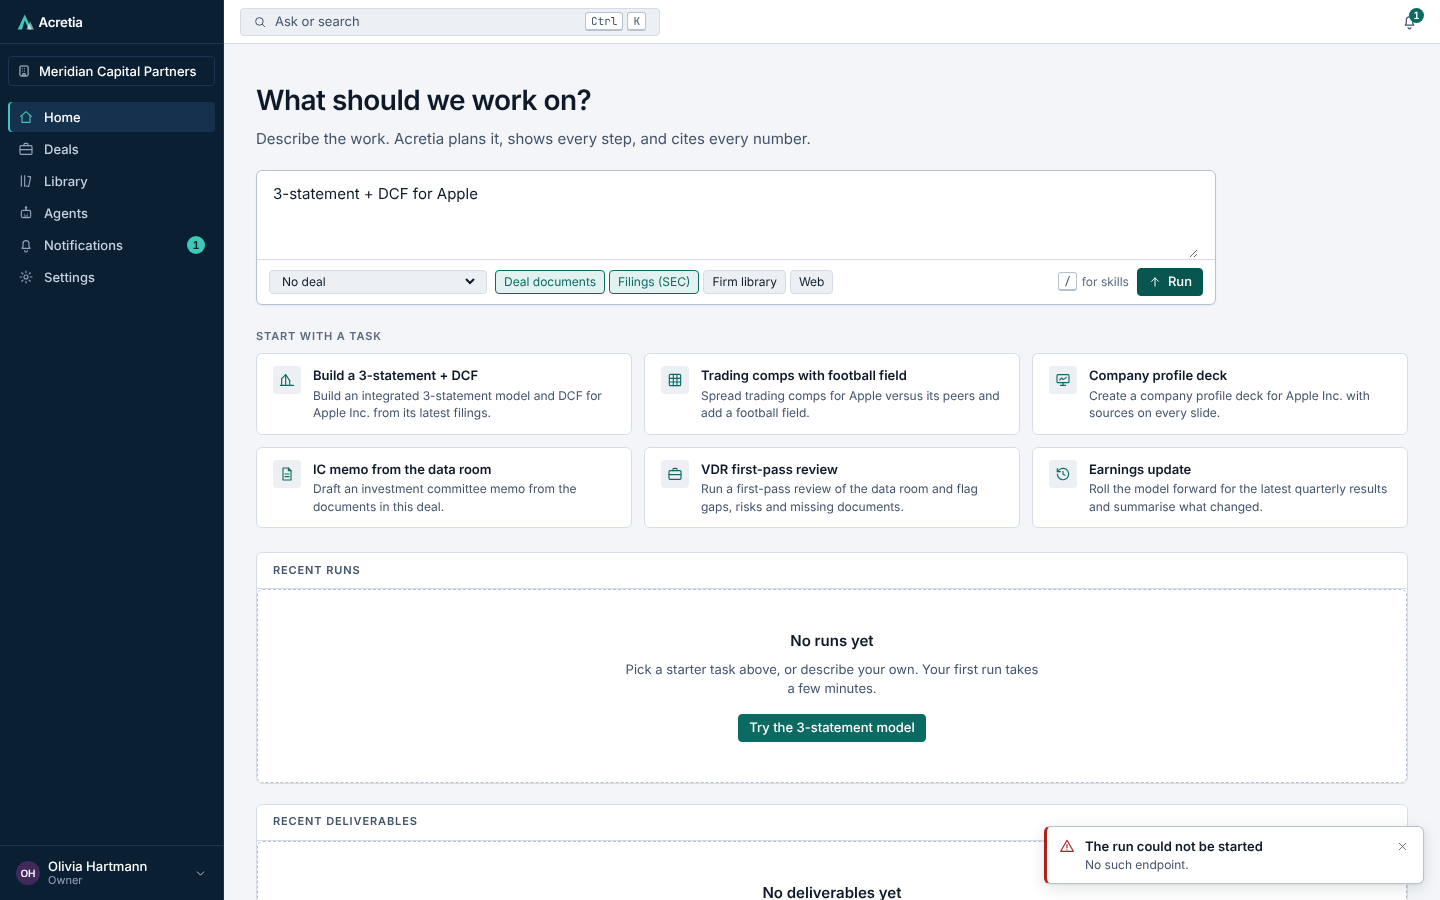 Acretia
Ask or search
Ctrl K
1
Meridian Capital Partners
Home
Deals
Library
Agents
Notifications 1
Settings
What should we work on?
Describe the work. Acretia plans it, shows every step, and cites every number.
3-statement + DCF for Apple
No deal
Deal documents
Filings (SEC)
Firm library
Web
/ for skills
Run
START WITH A TASK
Build a 3-statement + DCF
Build an integrated 3-statement model and DCF for
Apple Inc. from its latest filings.
Trading comps with football field
Spread trading comps for Apple versus its peers and
add a football field.
Company profile deck
Create a company profile deck for Apple Inc. with
sources on every slide.
IC memo from the data room
Draft an investment committee memo from the
documents in this deal.
VDR first-pass review
Run a first-pass review of the data room and flag
gaps, risks and missing documents.
Earnings update
Roll the model forward for the latest quarterly results
and summarise what changed.
RECENT RUNS
No runs yet
Pick a starter task above, or describe your own. Your first run takes
a few minutes.
Try the 3-statement model
RECENT DELIVERABLES
No deliverables yet
The run could not be started
No such endpoint.
OH
Olivia Hartmann
Owner